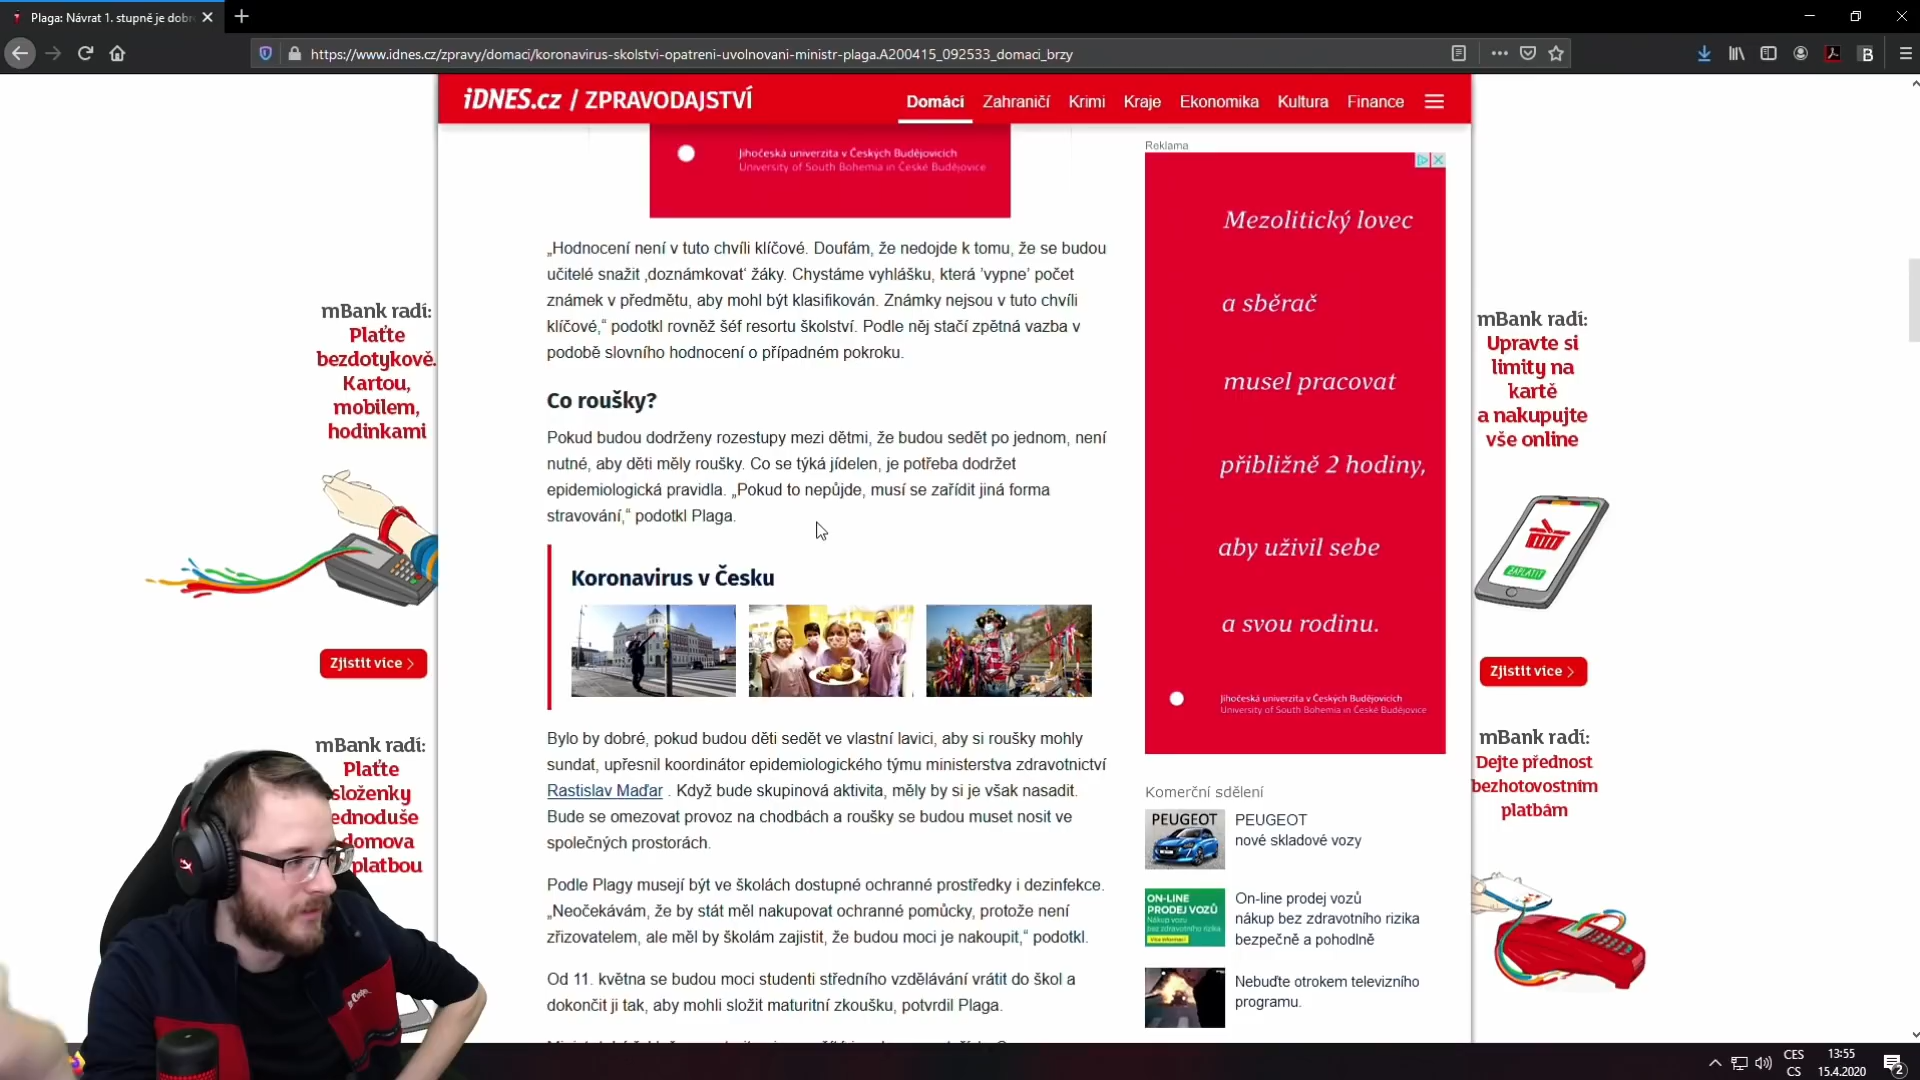 Plaga: Návrat 1. stupně je dobr
https://www.idnes.cz/zpravy/domaci/koronavirus-skolstvi-opatreni-uvolnovani-ministr-plaga.A200415_092533_domaci_brzy
iDNES.cz / ZPRAVODAJSTVÍ
Domácí Zahraničí Krimi Kraje Ekonomika Kultura Finance
Jihočeská univerzita v Českých Budějovicích
University of South Bohemia in České Budějovice
„Hodnocení není v tuto chvíli klíčové. Doufám, že nedojde k tomu, že se budou
učitelé snažit ‚doznámkovat‘ žáky. Chystáme vyhlášku, která ’vypne’ počet
známek v předmětu, aby mohl být klasifikován. Známky nejsou v tuto chvíli
klíčové,“ podotkl rovněž šéf resortu školství. Podle něj stačí zpětná vazba v
podobě slovního hodnocení o případném pokroku.
Co roušky?
Pokud budou dodrženy rozestupy mezi dětmi, že budou sedět po jednom, není
nutné, aby děti měly roušky. Co se týká jídelen, je potřeba dodržet
epidemiologická pravidla. „Pokud to nepůjde, musí se zařídit jiná forma
stravování,“ podotkl Plaga.
Koronavirus v Česku
Bylo by dobré, pokud budou děti sedět ve vlastní lavici, aby si roušky mohly
sundat, upřesnil koordinátor epidemiologického týmu ministerstva zdravotnictví
Rastislav Maďar . Když bude skupinová aktivita, měly by si je však nasadit.
Bude se omezovat provoz na chodbách a roušky se budou muset nosit ve
společných prostorách.
Podle Plagy musejí být ve školách dostupné ochranné prostředky i dezinfekce.
„Neočekávám, že by stát měl nakupovat ochranné pomůcky, protože není
zřizovatelem, ale měl by školám zajistit, že budou moci je nakoupit,“ podotkl.
Od 11. května se budou moci studenti středního vzdělávání vrátit do škol a
dokončit ji tak, aby mohli složit maturitní zkoušku, potvrdil Plaga.
mBank radí:
Plaťte
bezdotykově.
Kartou,
mobilem,
hodinkami
Zjistit více
mBank radí:
Plaťte
složenky
ednoduše
domova
platbou
Reklama
Mezolitický lovec
a sběrač
musel pracovat
přibližně 2 hodiny,
aby uživil sebe
a svou rodinu.
Jihočeská univerzita v Českých Budějovicích
University of South Bohemia in České Budějovice
Komerční sdělení
PEUGEOT
PEUGEOT
nové skladové vozy
ON-LINE
PRODEJ VOZŮ
Nákup vozu
bez zdravotního rizika
Více informací
On-line prodej vozů
nákup bez zdravotního rizika
bezpečně a pohodlně
Nebuďte otrokem televizního
programu.
mBank radí:
Upravte si
limity na
kartě
a nakupujte
vše online
ZAPLATIT
Zjistit více
mBank radí:
Dejte přednost
bezhotovostním
platbám
CES
CS
13:55
15.4.2020
2